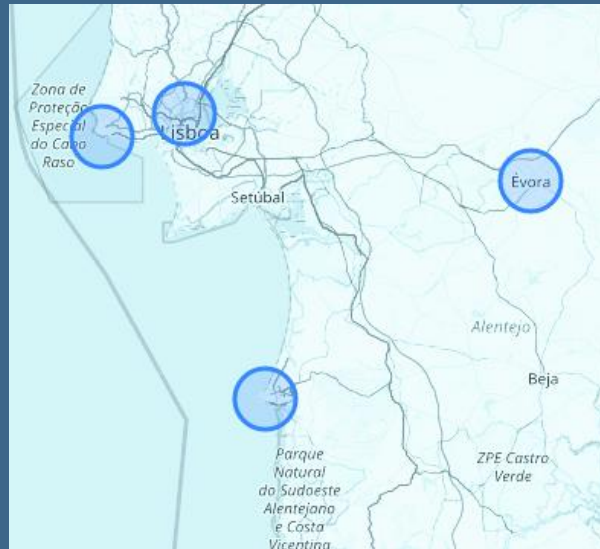 Zona de
Proteção
Especial
do Cabo
Raso
Lisboa
Setúbal
Évora
Alentejo
Beja
Parque
Natural
do Sudoeste
Alentejano
e Costa
Vicentina
ZPE Castro
Verde